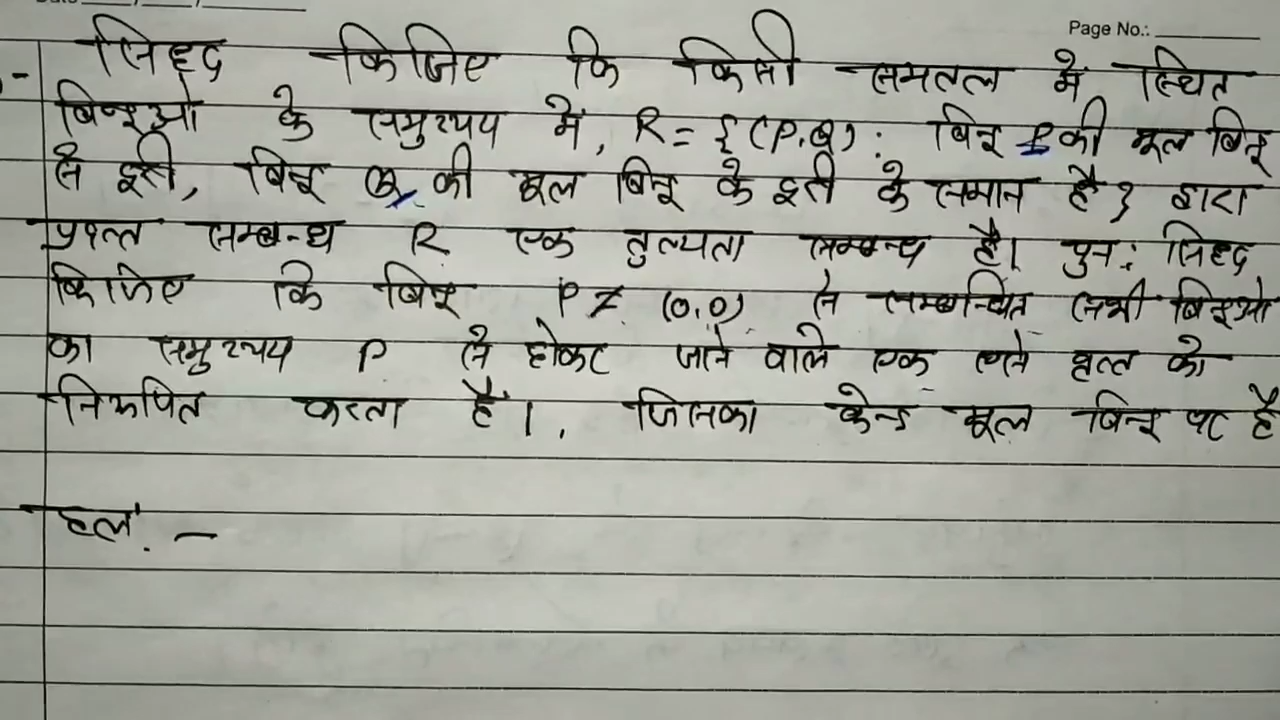 Page No.:
सिद्ध किजिए कि किसी समतल में स्थित
बिन्दुओ के समुच्चय में, R = { (P,Q) : बिन्दु P की मूल बिन्दु
से दूरी, बिन्दु Q की मूल बिन्दु के दूरी के समान है } द्वारा
प्रदत्त सम्बन्ध R एक तुल्यता सम्बन्ध है। पुन: सिद्ध
किजिए कि बिन्दु P ≠ (0,0) से सम्बन्धित सभी बिन्दुओ
का समुच्चय P से होकर जाने वाले एक ऐसे वृत्त को
निरूपित करता है।, जिसका केन्द्र मूल बिन्दु पर है
हल: -